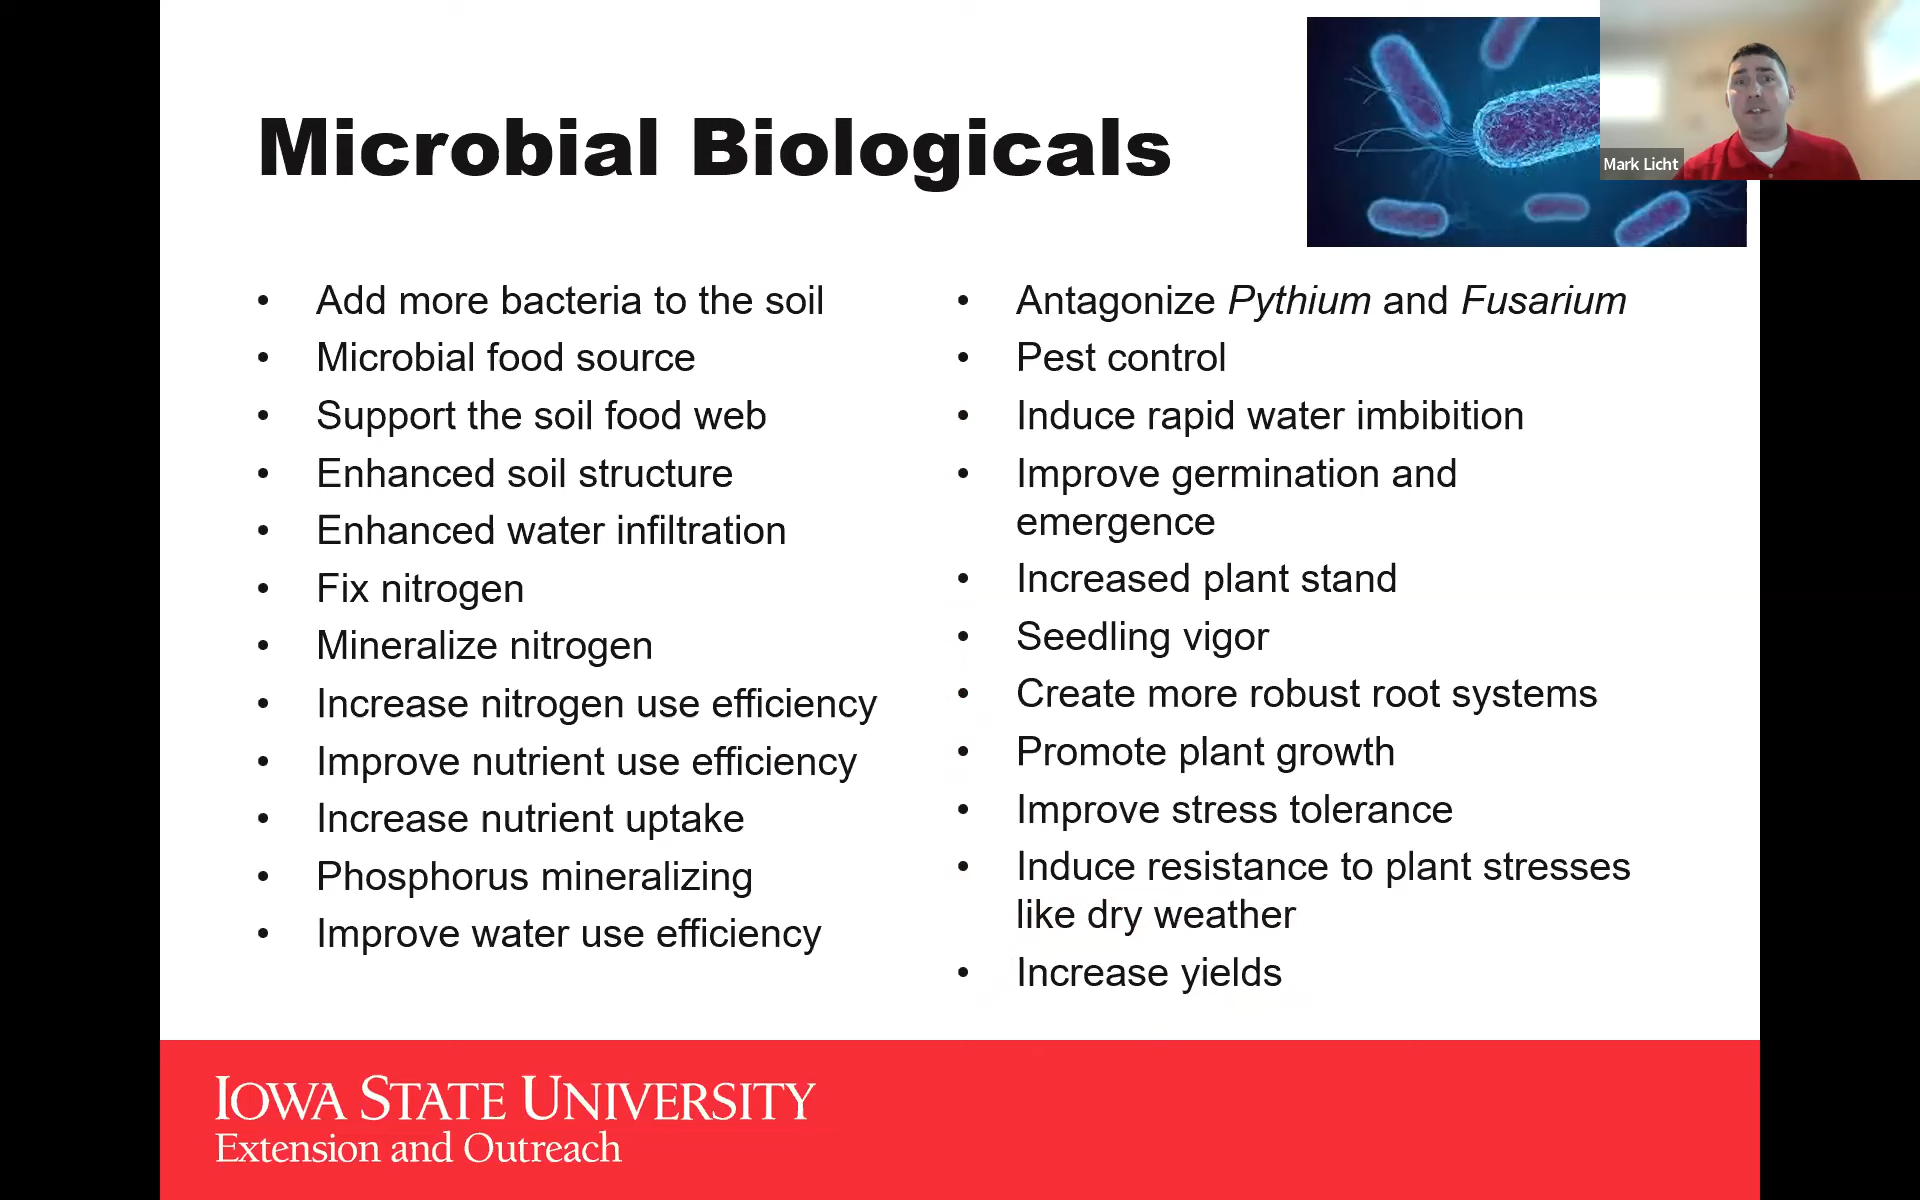 Microbial Biologicals
Mark Licht
• Add more bacteria to the soil
• Microbial food source
• Support the soil food web
• Enhanced soil structure
• Enhanced water infiltration
• Fix nitrogen
• Mineralize nitrogen
• Increase nitrogen use efficiency
• Improve nutrient use efficiency
• Increase nutrient uptake
• Phosphorus mineralizing
• Improve water use efficiency
• Antagonize Pythium and Fusarium
• Pest control
• Induce rapid water imbibition
• Improve germination and
emergence
• Increased plant stand
• Seedling vigor
• Create more robust root systems
• Promote plant growth
• Improve stress tolerance
• Induce resistance to plant stresses
like dry weather
• Increase yields
IOWA STATE UNIVERSITY
Extension and Outreach